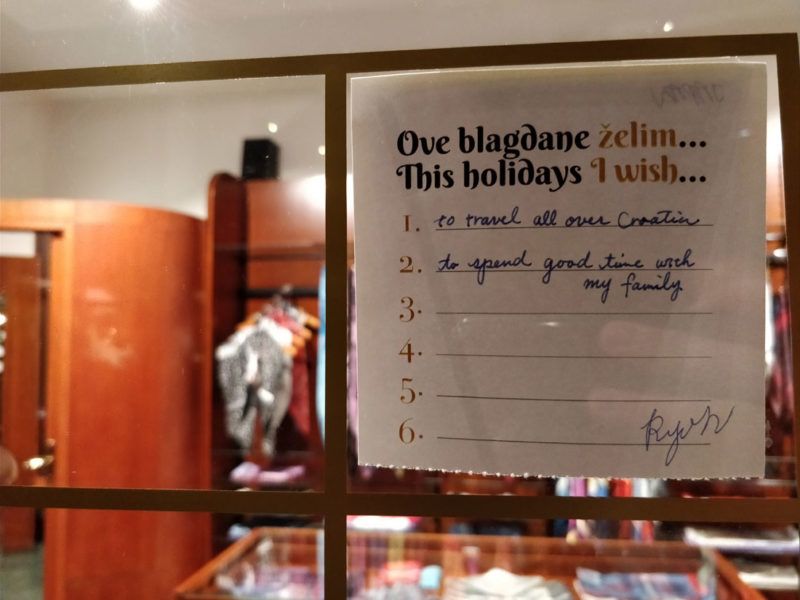 Ove blagdane želim...
This holidays I wish...
1. to travel all over Croatia
2. to spend good time with
my family.
3.
4.
5.
6.